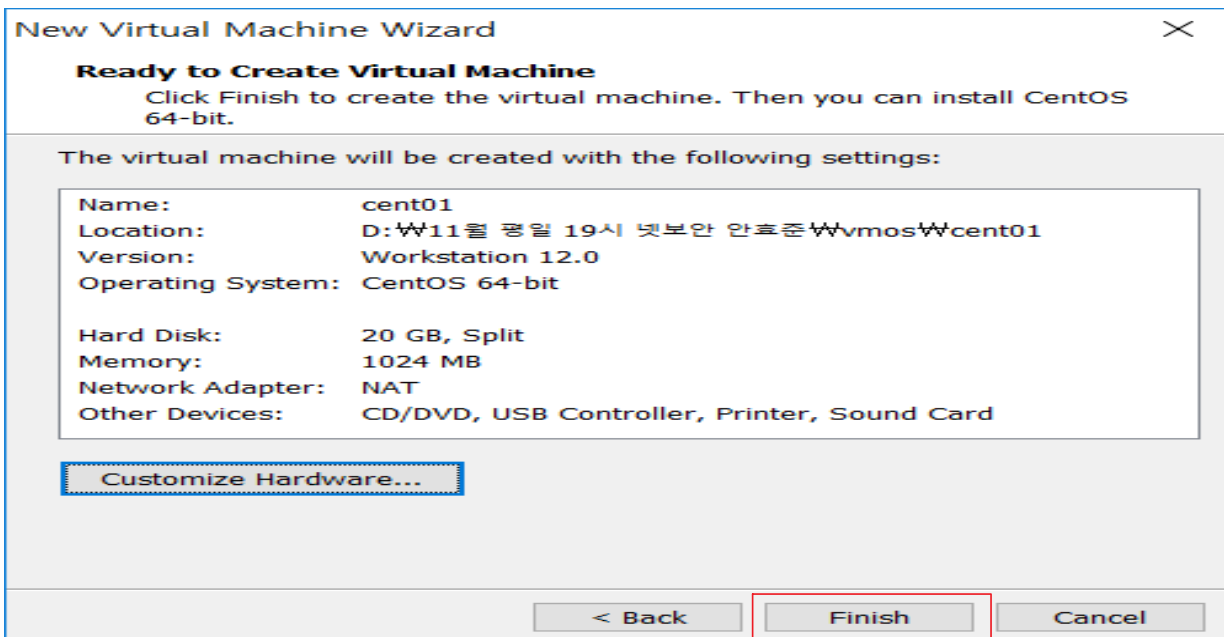 New Virtual Machine Wizard
Ready to Create Virtual Machine
Click Finish to create the virtual machine. Then you can install CentOS
64-bit.
The virtual machine will be created with the following settings:
Name: cent01
Location: D:₩11월 평일 19시 넷보안 안효준₩vmos₩cent01
Version: Workstation 12.0
Operating System: CentOS 64-bit
Hard Disk: 20 GB, Split
Memory: 1024 MB
Network Adapter: NAT
Other Devices: CD/DVD, USB Controller, Printer, Sound Card
Customize Hardware...
< Back Finish Cancel